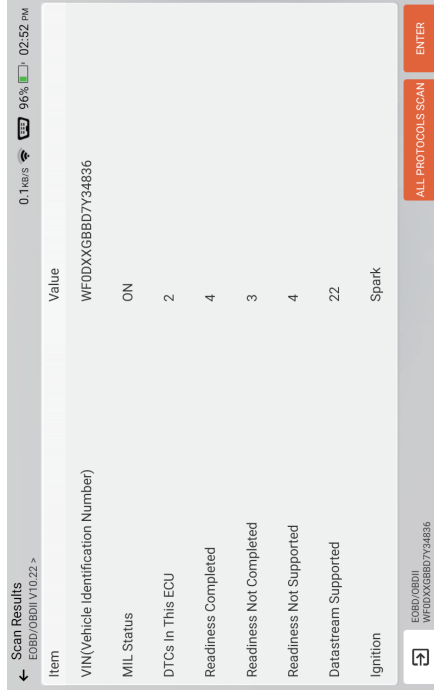 ← Scan Results
EOBD/OBDII V10.22 >
0.1 KB/S 96% 02:52 PM
Item Value
VIN(Vehicle Identification Number) WF0DXXGBBD7Y34836
MIL Status ON
DTCs In This ECU 2
Readiness Completed 4
Readiness Not Completed 3
Readiness Not Supported 4
Datastream Supported 22
Ignition Spark
EOBD/OBDII
WF0DXXGBBD7Y34836
ALL PROTOCOLS SCAN
ENTER